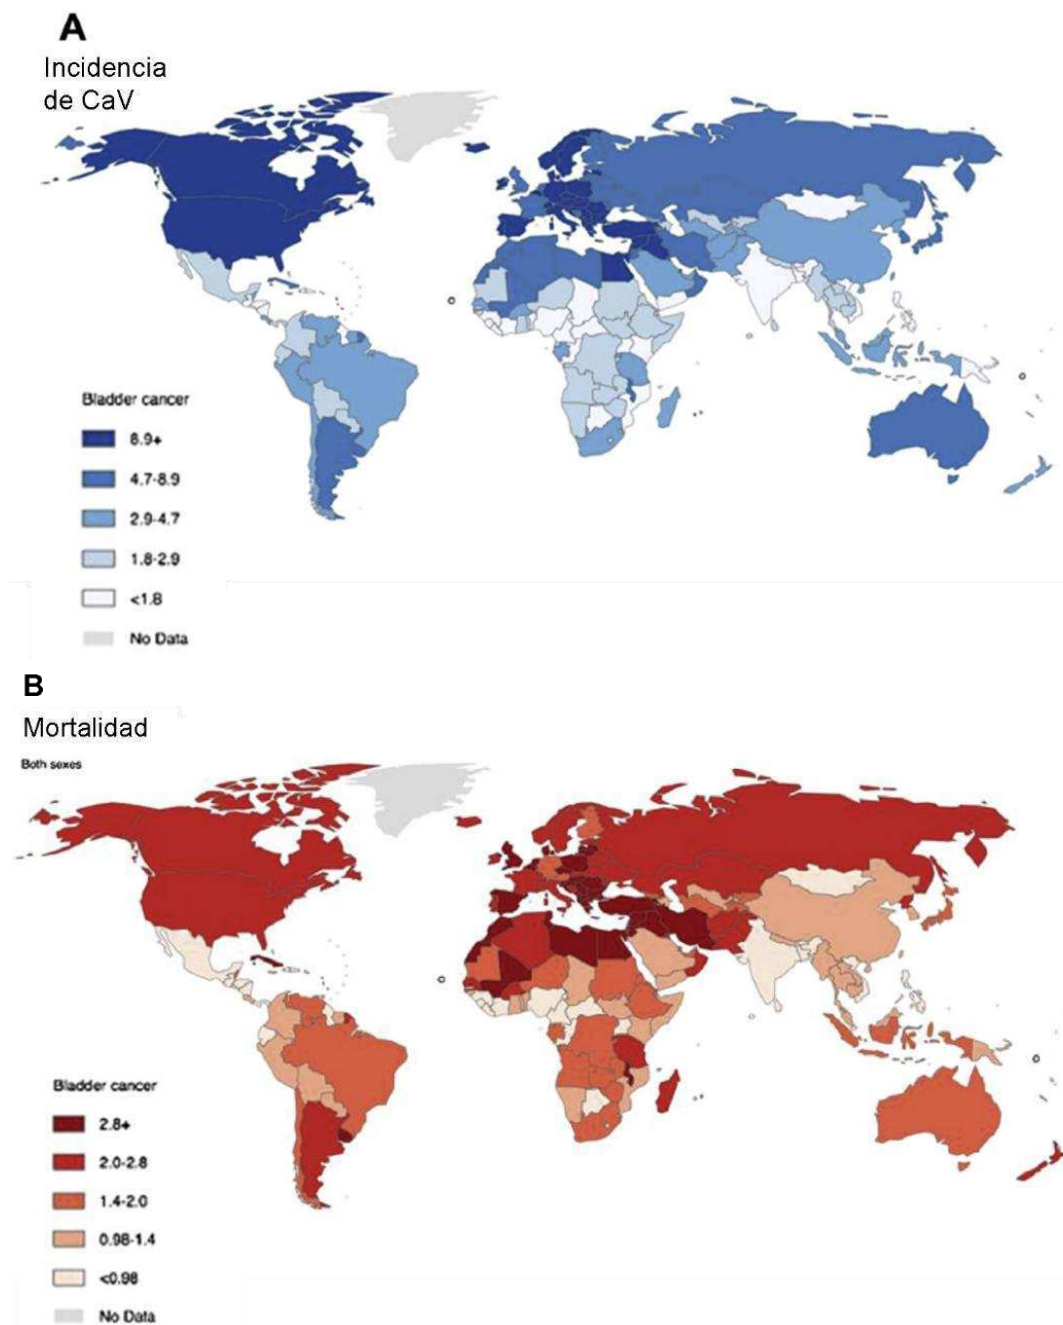 A
Incidencia
de CaV
Bladder cancer
8.9+
4.7-8.9
2.9-4.7
1.8-2.9
<1.8
No Data
B
Mortalidad
Both sexes
Bladder cancer
2.8+
2.0-2.8
1.4-2.0
0.98-1.4
<0.98
No Data